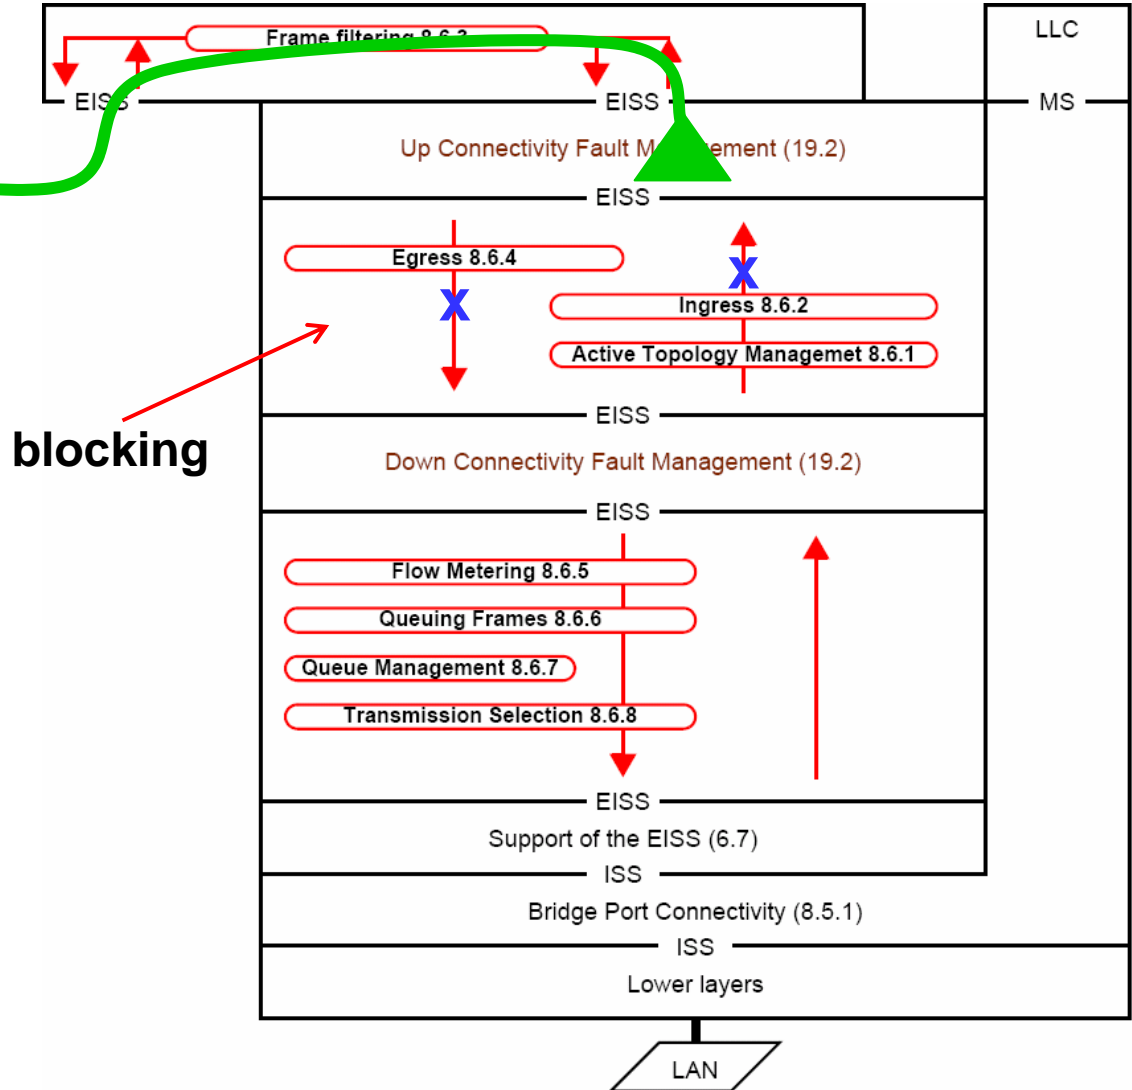 LLC
Frame filtering 8.6.3
EISS
EISS
MS
Up Connectivity Fault Management (19.2)
EISS
Egress 8.6.4
X
X
Ingress 8.6.2
Active Topology Managemet 8.6.1
EISS
blocking
Down Connectivity Fault Management (19.2)
EISS
Flow Metering 8.6.5
Queuing Frames 8.6.6
Queue Management 8.6.7
Transmission Selection 8.6.8
EISS
Support of the EISS (6.7)
ISS
Bridge Port Connectivity (8.5.1)
ISS
Lower layers
LAN